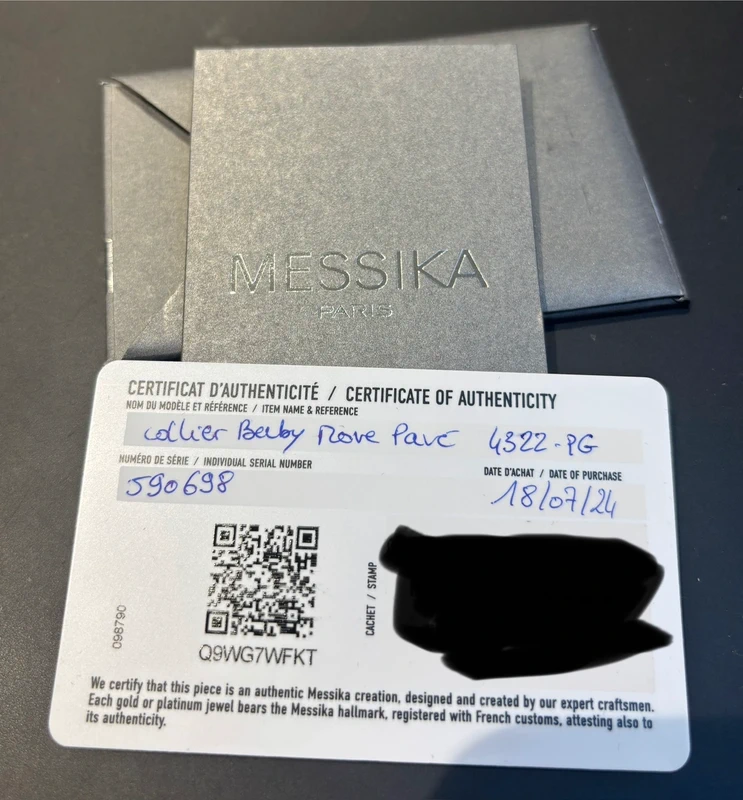 MESSIKA
PARIS
CERTIFICAT D'AUTHENTICITÉ / CERTIFICATE OF AUTHENTICITY
NOM DU MODÈLE ET RÉFÉRENCE / ITEM NAME & REFERENCE
collier Baby Move Pavé 4322-PG
NUMÉRO DE SÉRIE / INDIVIDUAL SERIAL NUMBER
DATE D'ACHAT / DATE OF PURCHASE
590698
18/07/24
098790
CACHET / STAMP
Q9WG7WFKT
We certify that this piece is an authentic Messika creation, designed and created by our expert craftsmen.
Each gold or platinum jewel bears the Messika hallmark, registered with French customs, attesting also to
its authenticity.